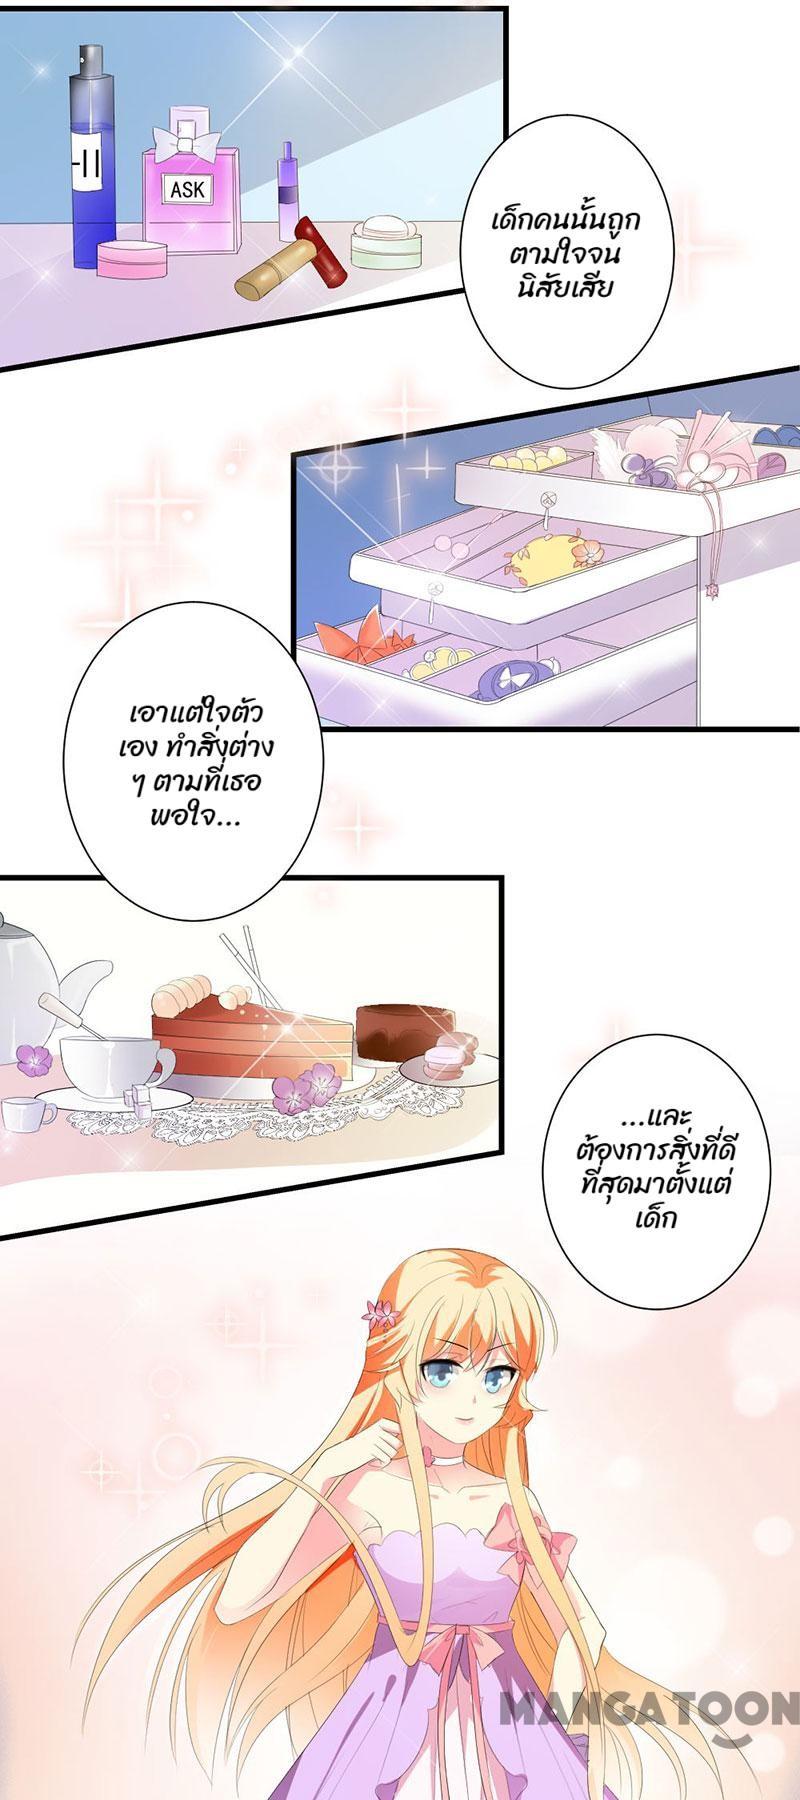 -II
ASK
เด็กคนนั้นถูก
ตามใจจน
นิสัยเสีย
เอาแต่ใจตัว
เอง ทำสิ่งต่าง
ๆ ตามที่เธอ
พอใจ...
...และ
ต้องการสิ่งที่ดี
ที่สุดมาตั้งแต่
เด็ก
MANGATOON